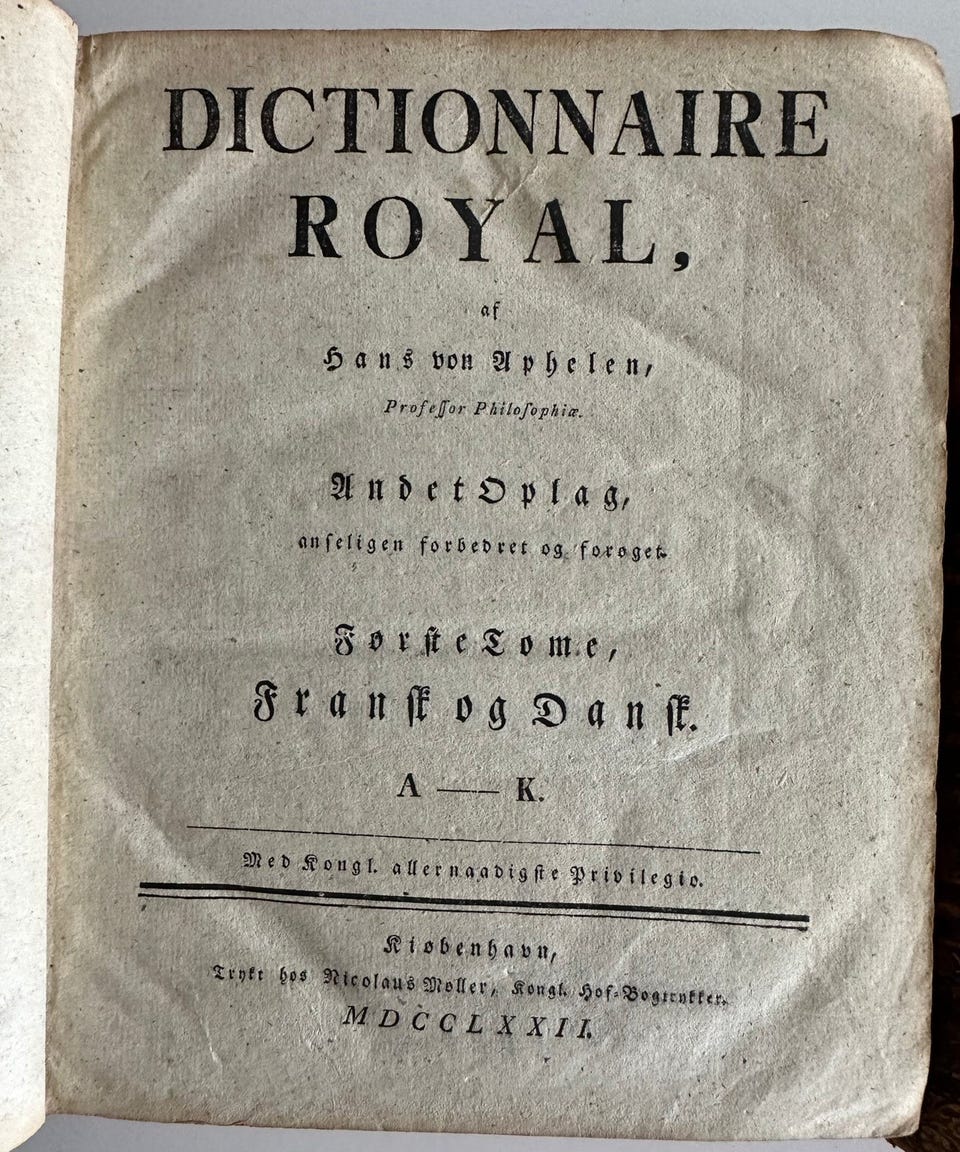 DICTIONNAIRE
ROYAL,
af
Hans von Aphelen,
Profeſſor Philoſophiæ.
Andet Oplag,
anſeligen forbedret og forøget.
Førſte Tome,
Franſk og Danſk.
A — K.
Med Kongl. allernaadigſte Privilegio.
Kiøbenhavn,
Trykt hos Nicolaus Møller, Kongl. Hof-Bogtrykker.
MDCCLXXII.